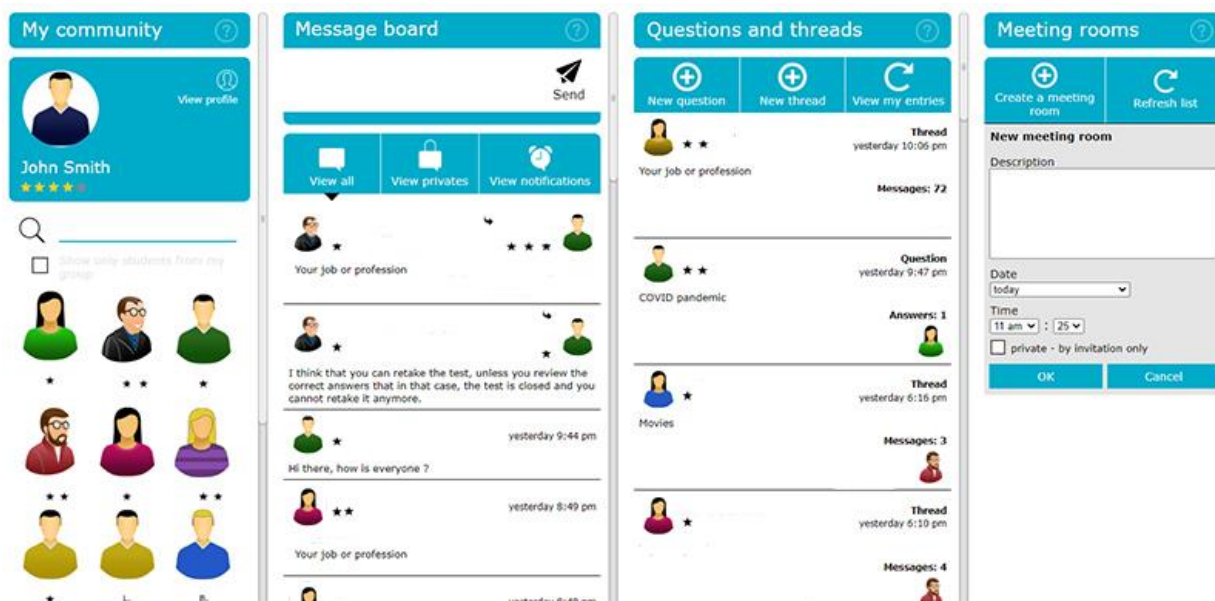 My community
?
View profile
John Smith
Show only students from my
group
Message board
?
Send
View all
View privates
View notifications
Your job or profession
I think that you can retake the test, unless you review the
correct answers that in that case, the test is closed and you
cannot retake it anymore.
yesterday 9:44 pm
Hi there, how is everyone ?
yesterday 8:49 pm
Your job or profession
Questions and threads
?
New question
New thread
View my entries
Thread
yesterday 10:06 pm
Your job or profession
Messages: 72
Question
yesterday 9:47 pm
COVID pandemic
Answers: 1
Thread
yesterday 6:16 pm
Movies
Messages: 3
Thread
yesterday 6:10 pm
Messages: 4
Meeting rooms
?
Create a meeting
room
Refresh list
New meeting room
Description
Date
today
Time
11 am : 25
private - by invitation only
OK
Cancel